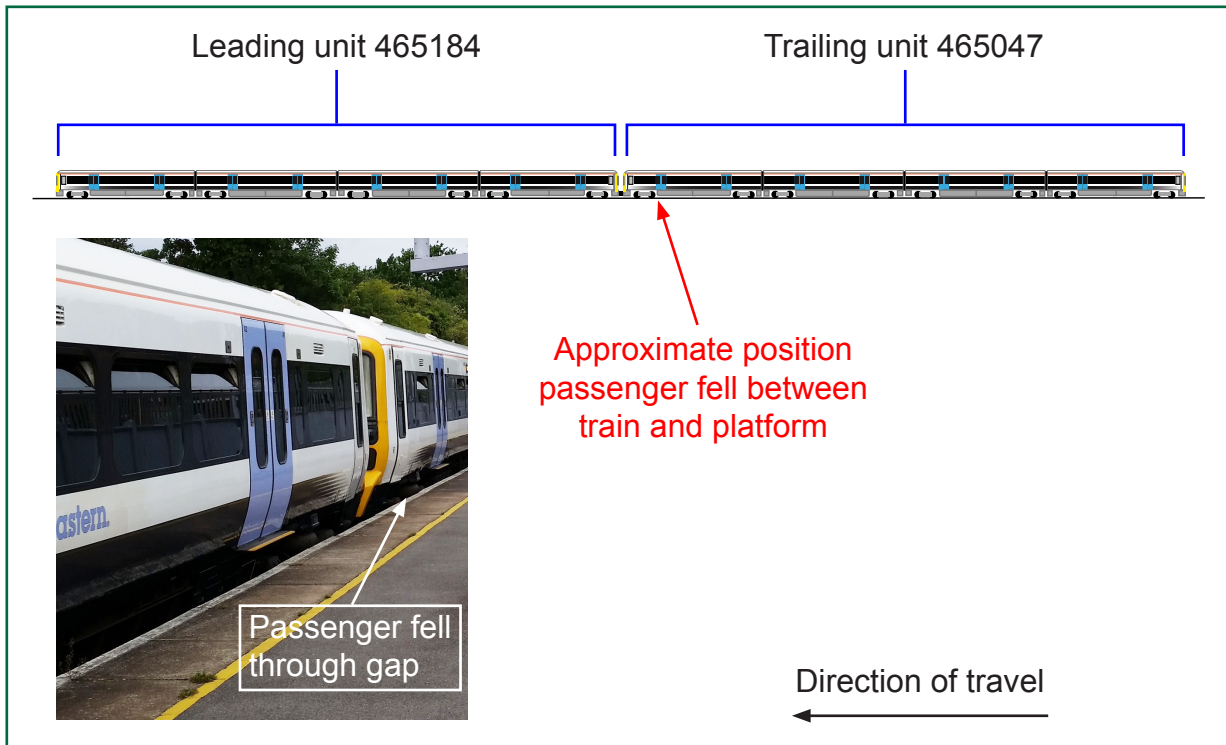 Leading unit 465184
Trailing unit 465047
Approximate position
passenger fell between
train and platform
astern.
Passenger fell
through gap
Direction of travel